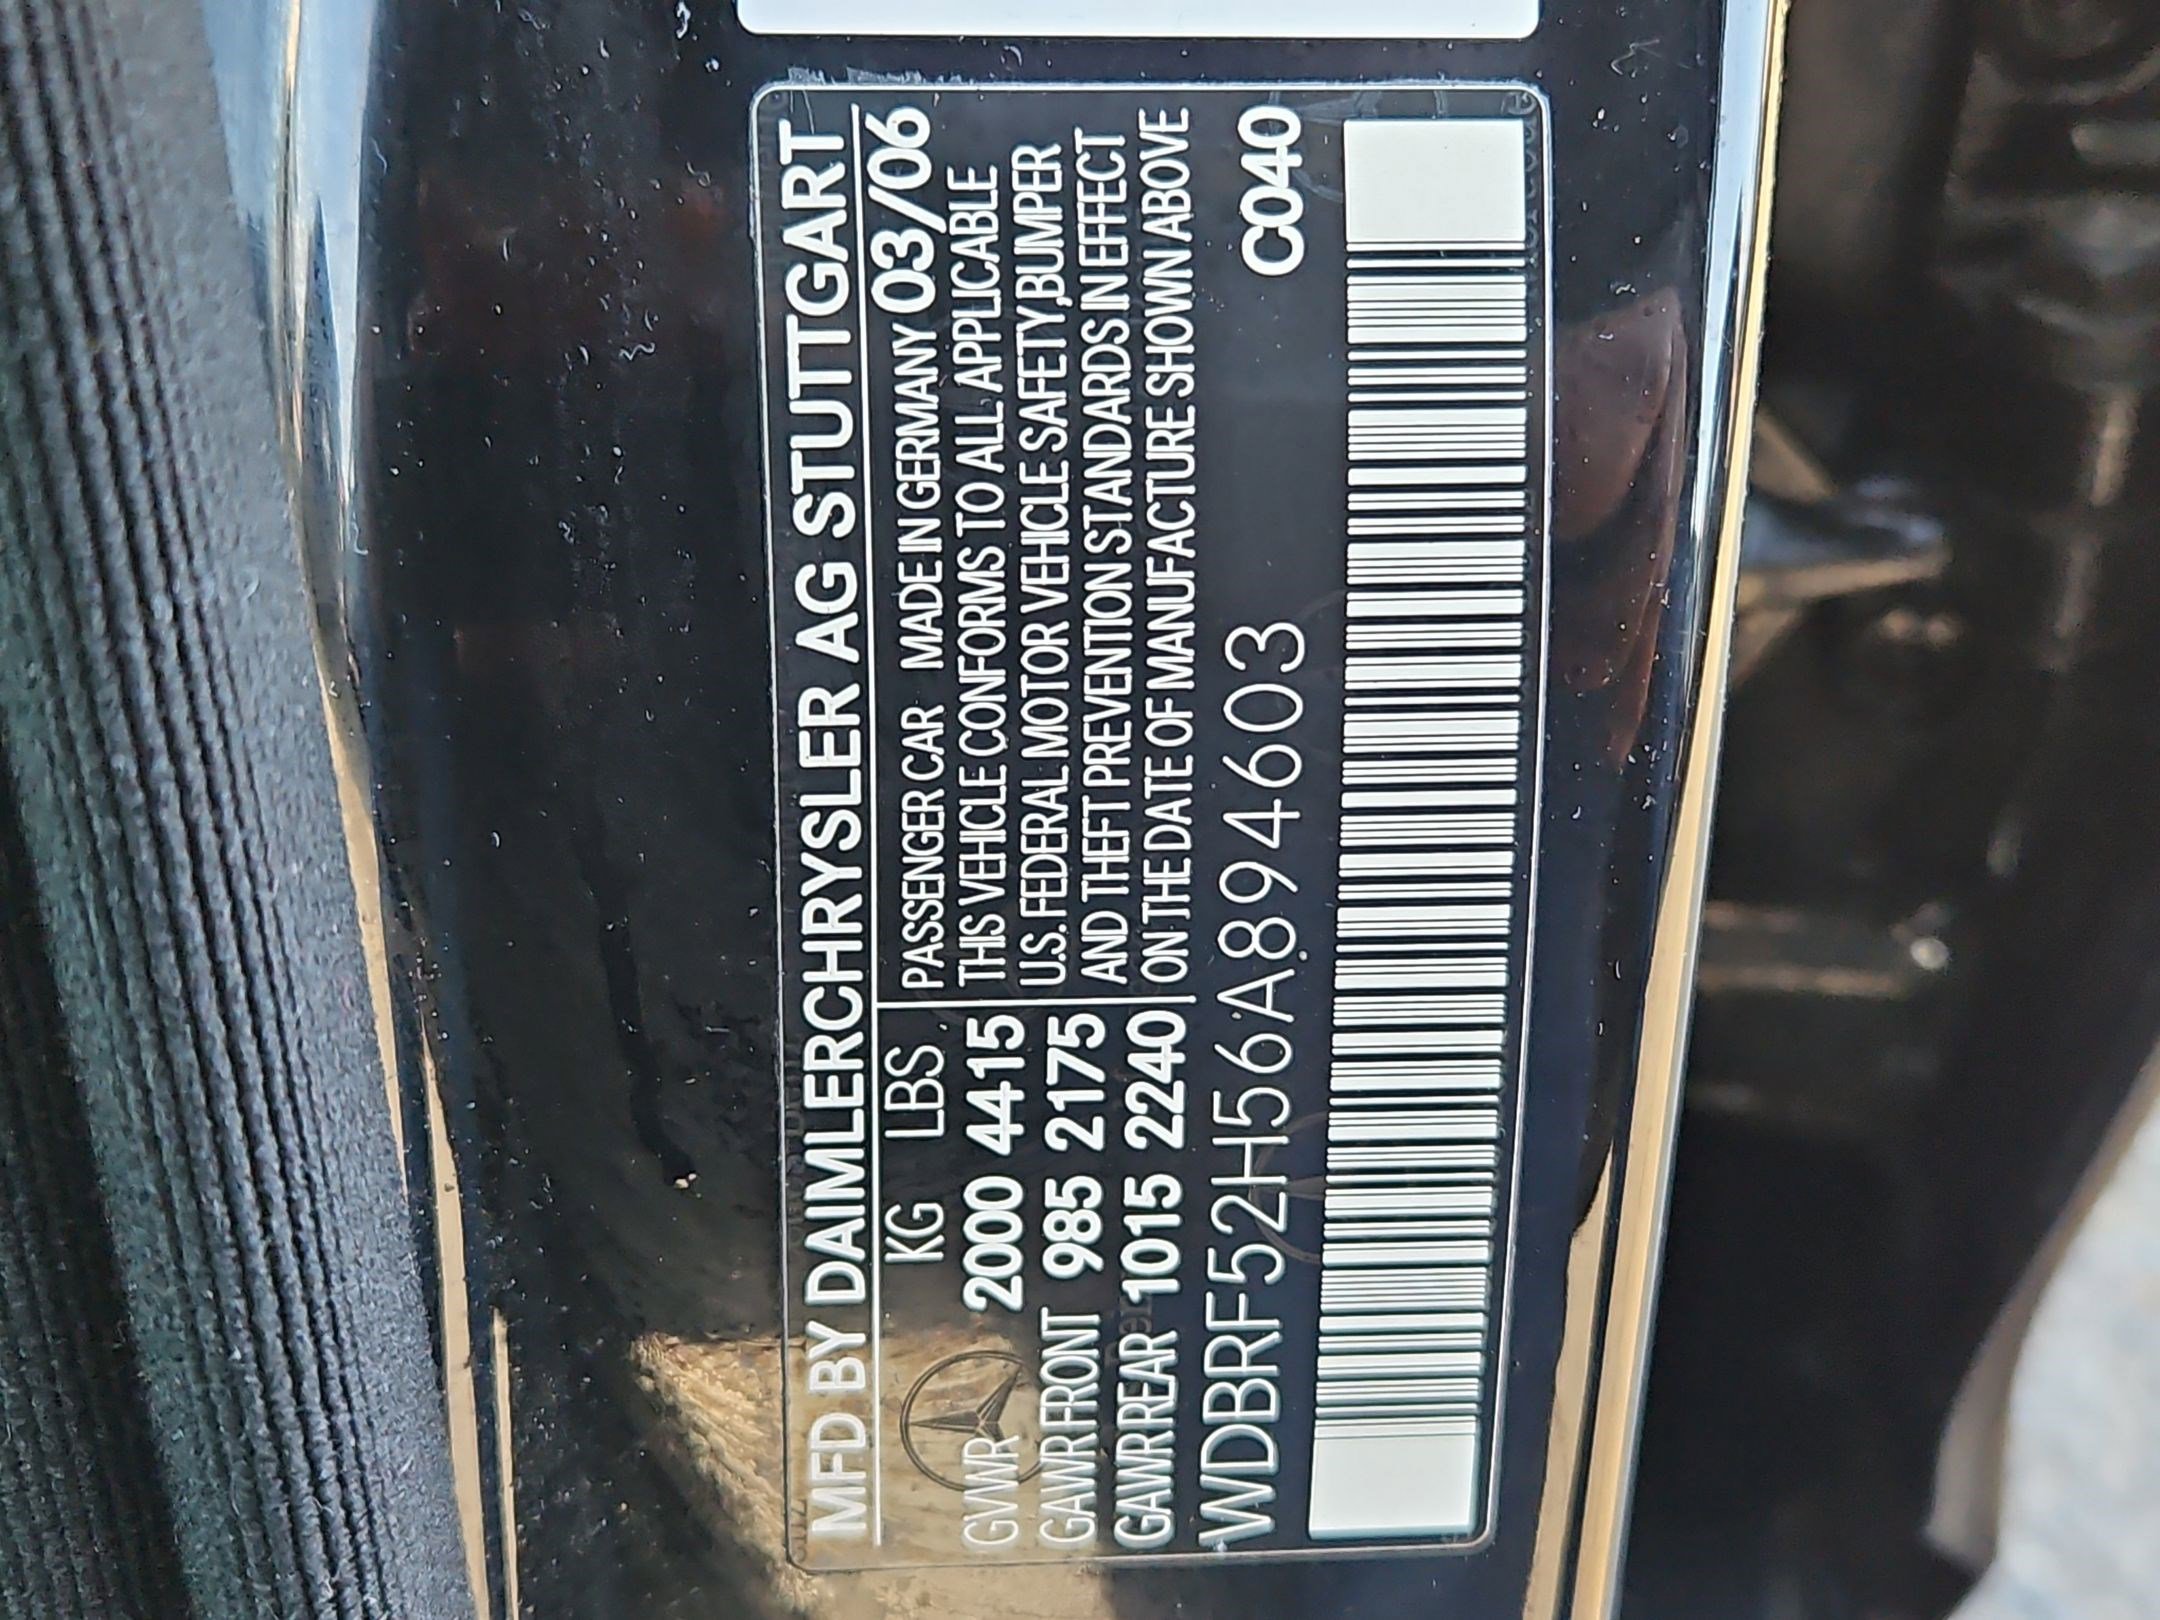 MFD BY DAIMLERCHRYSLER AG STUTTGART
KG LBS. PASSENGER CAR MADE IN GERMANY 03/06
GVWR 2000 4415 THIS VEHICLE CONFORMS TO ALL APPLICABLE
GAWR FRONT 985 2175 U.S. FEDERAL MOTOR VEHICLE SAFETY, BUMPER
GAWR REAR 1015 2240 AND THEFT PREVENTION STANDARDS IN EFFECT
ON THE DATE OF MANUFACTURE SHOWN ABOVE
WDBRF52H56A894603 C040